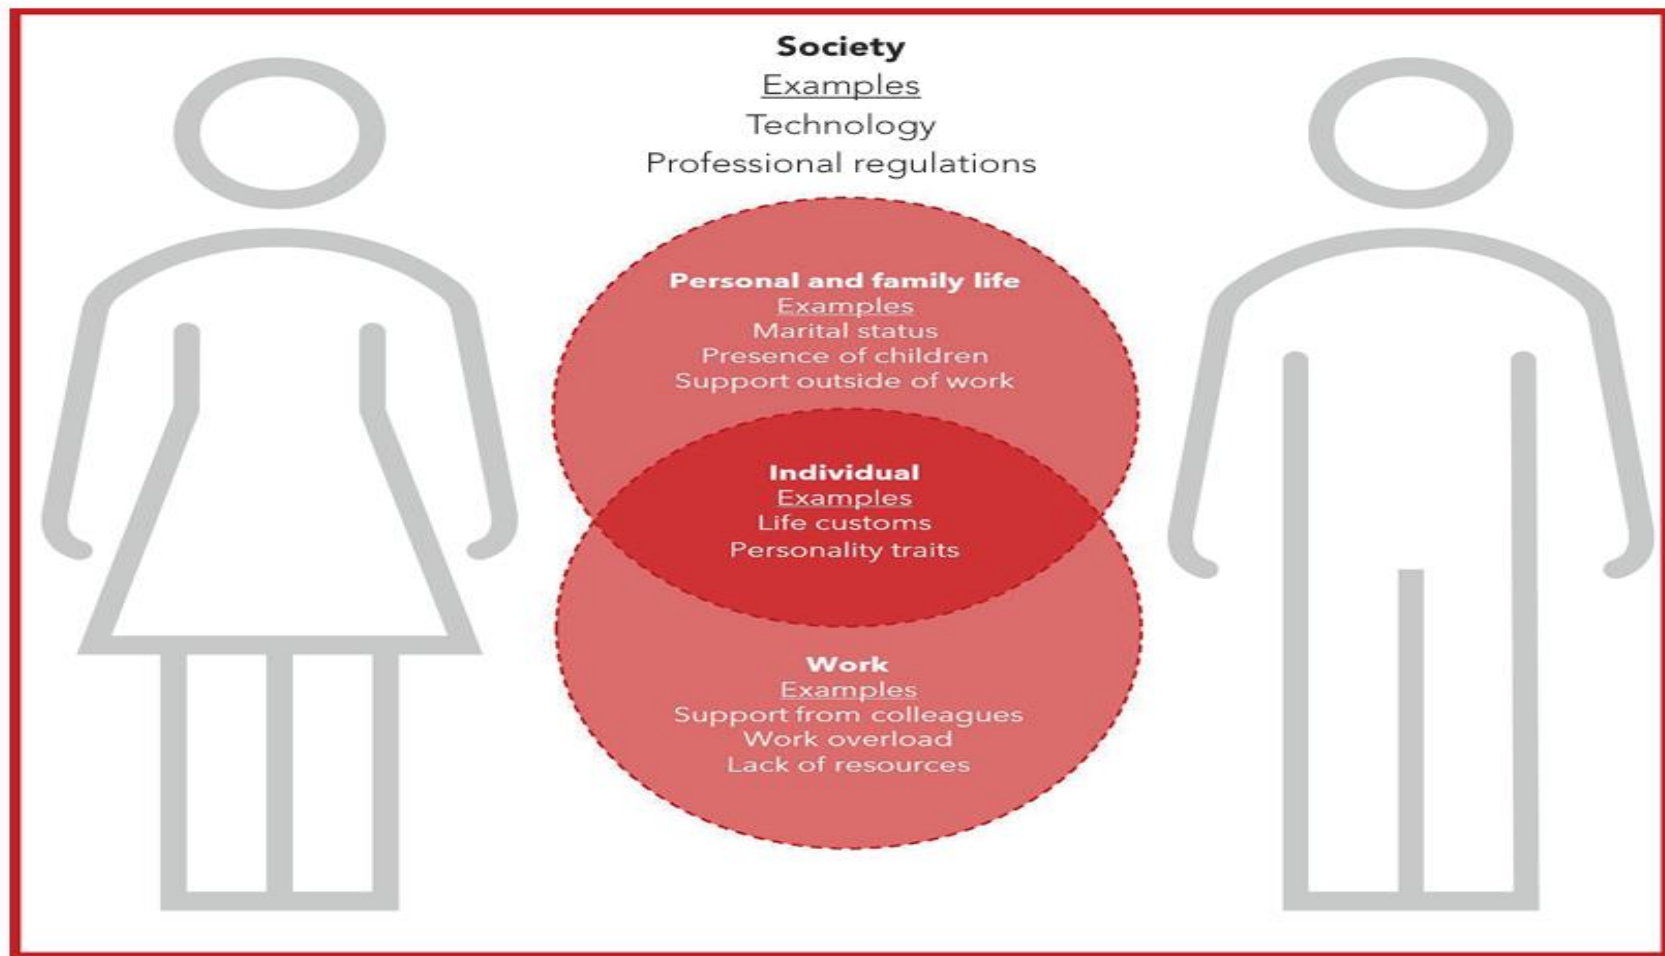 Society
Examples
Technology
Professional regulations
Personal and family life
Examples
Marital status
Presence of children
Support outside of work
Individual
Examples
Life customs
Personality traits
Work
Examples
Support from colleagues
Work overload
Lack of resources